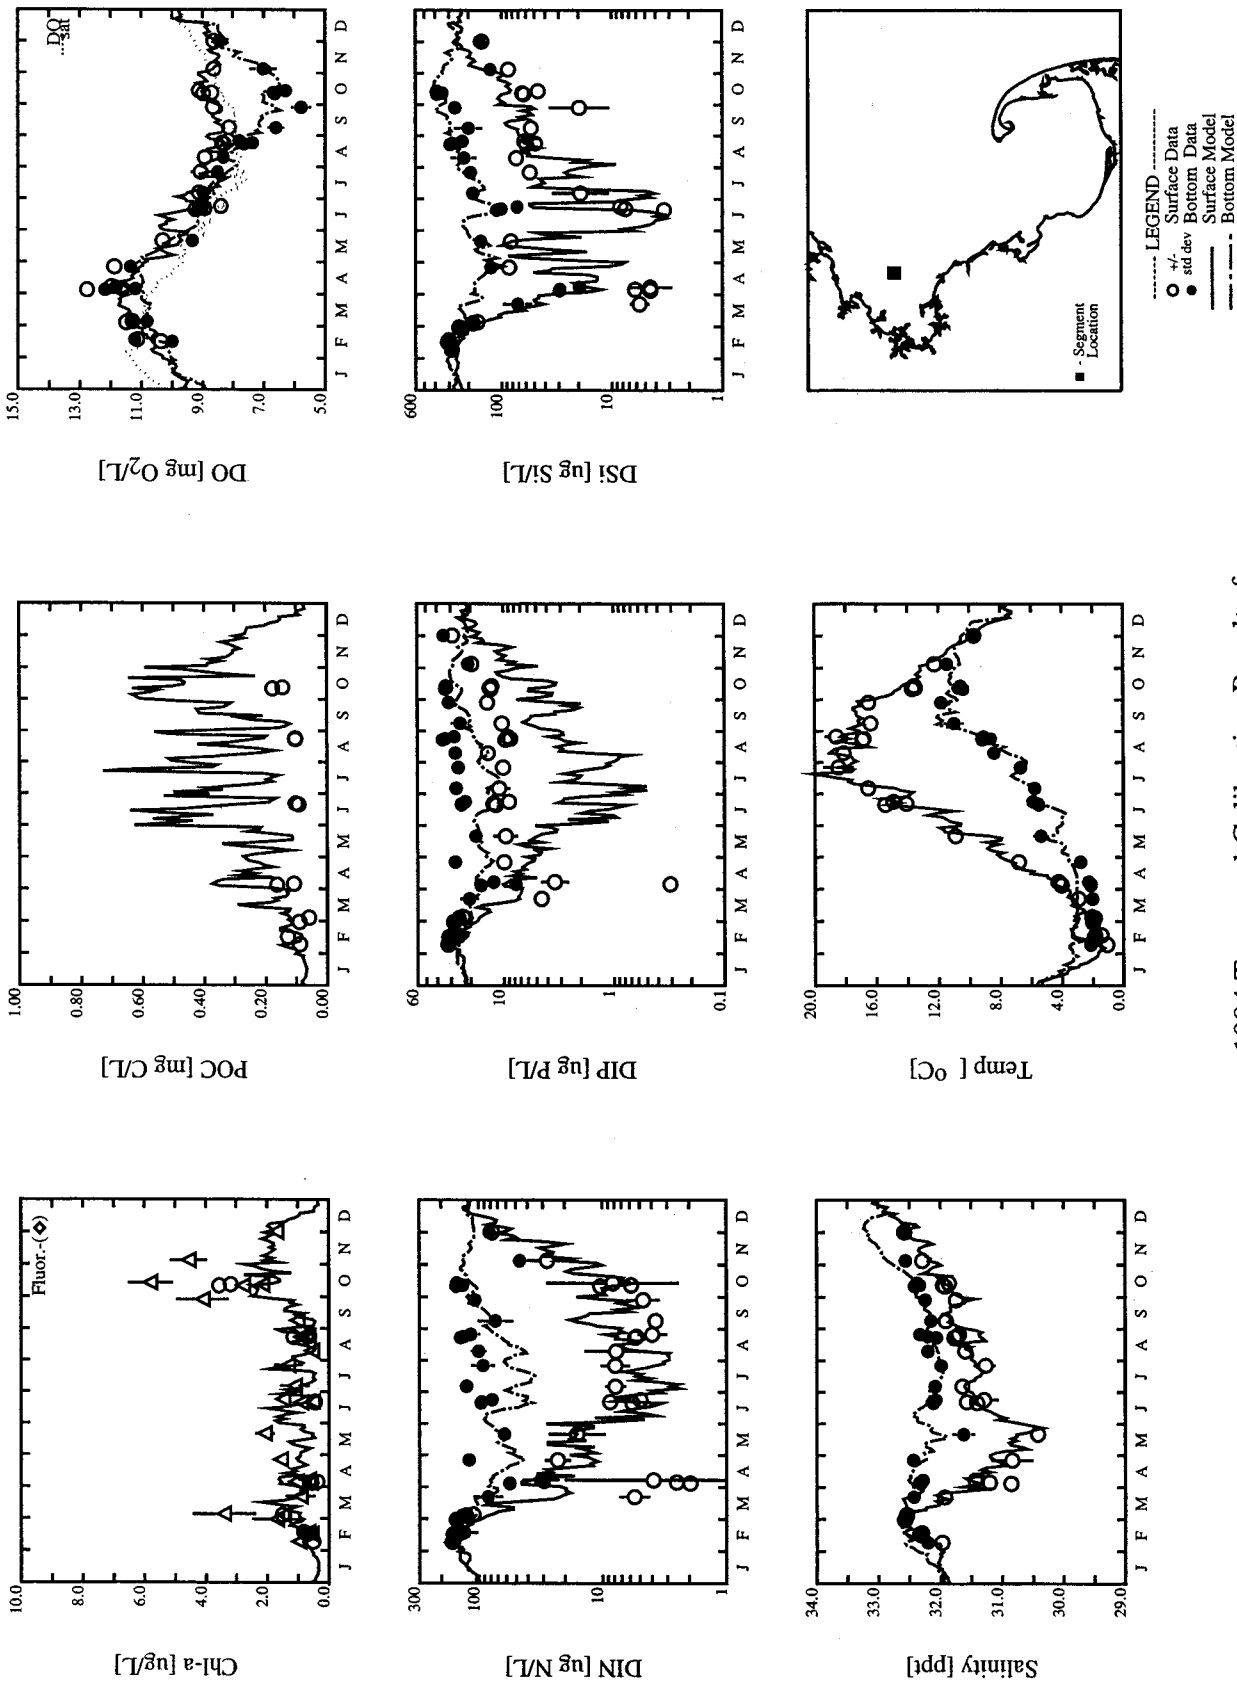 Chl-a [ug/L]
10.0
8.0
6.0
4.0
2.0
0.0
Fluor.-(◇)
J F M A M J J A S O N D
POC [mg C/L]
1.00
0.80
0.60
0.40
0.20
0.00
J F M A M J J A S O N D
DO [mg O2/L]
15.0
13.0
11.0
9.0
7.0
5.0
DO
....sat
J F M A M J J A S O N D
DIN [ug N/L]
300
100
10
1
J F M A M J J A S O N D
DIP [ug P/L]
60
10
1
0.1
J F M A M J J A S O N D
DSi [ug Si/L]
600
100
10
1
J F M A M J J A S O N D
Salinity [ppt]
34.0
33.0
32.0
31.0
30.0
29.0
J F M A M J J A S O N D
Temp [ °C]
20.0
16.0
12.0
8.0
4.0
0.0
J F M A M J J A S O N D
■ - Segment
Location
------- LEGEND ----------
+/- Surface Data
std dev Bottom Data
Surface Model
Bottom Model